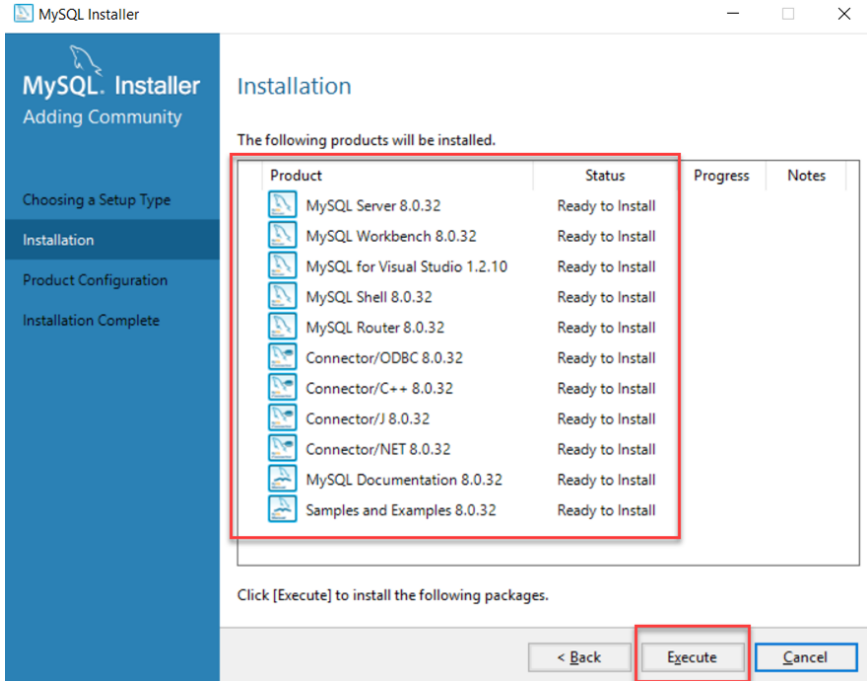 MySQL Installer
MySQL. Installer
Adding Community
Choosing a Setup Type
Installation
Product Configuration
Installation Complete
Installation
The following products will be installed.
Product Status Progress Notes
MySQL Server 8.0.32 Ready to Install
MySQL Workbench 8.0.32 Ready to Install
MySQL for Visual Studio 1.2.10 Ready to Install
MySQL Shell 8.0.32 Ready to Install
MySQL Router 8.0.32 Ready to Install
Connector/ODBC 8.0.32 Ready to Install
Connector/C++ 8.0.32 Ready to Install
Connector/J 8.0.32 Ready to Install
Connector/NET 8.0.32 Ready to Install
MySQL Documentation 8.0.32 Ready to Install
Samples and Examples 8.0.32 Ready to Install
Click [Execute] to install the following packages.
< Back Execute Cancel